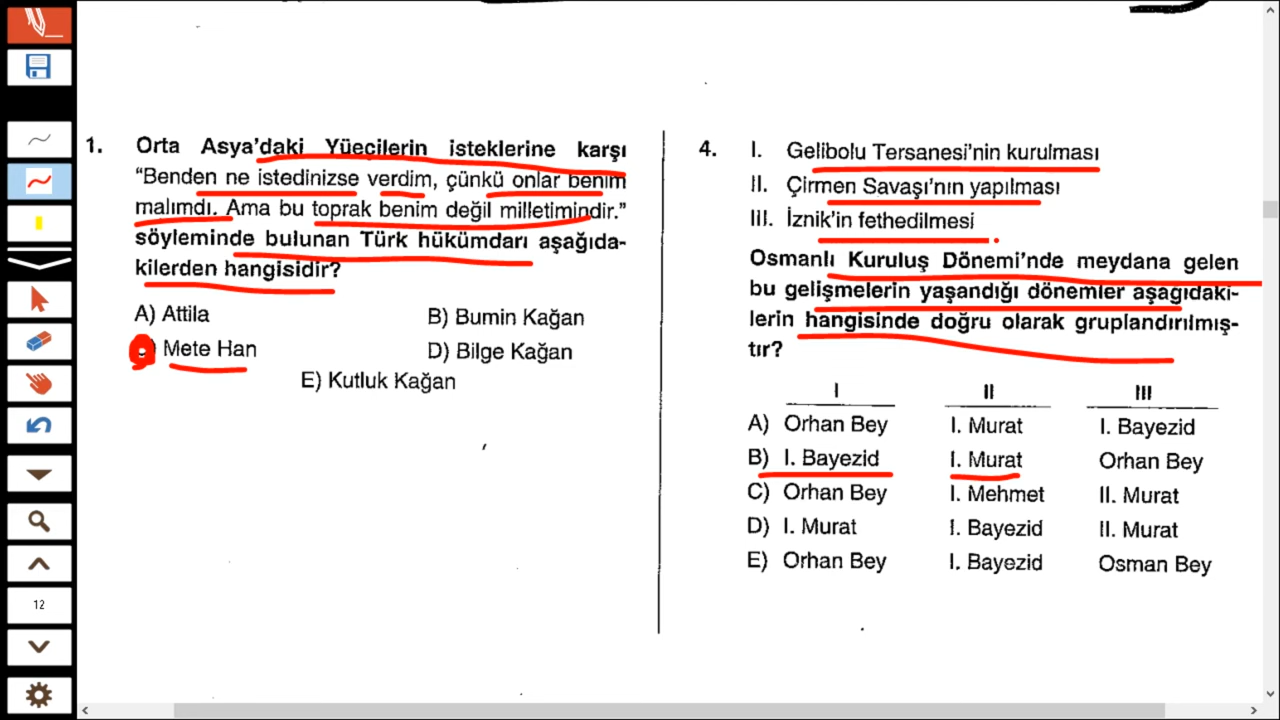 1. Orta Asya'daki Yüeçilerin isteklerine karşı
"Benden ne istedinizse verdim, çünkü onlar benim
malımdı. Ama bu toprak benim değil milletimindir."
söyleminde bulunan Türk hükümdarı aşağıda-
kilerden hangisidir?
A) Attila B) Bumin Kağan
) Mete Han D) Bilge Kağan
E) Kutluk Kağan
4. I. Gelibolu Tersanesi'nin kurulması
II. Çirmen Savaşı'nın yapılması
III. İznik'in fethedilmesi
Osmanlı Kuruluş Dönemi'nde meydana gelen
bu gelişmelerin yaşandığı dönemler aşağıdaki-
lerin hangisinde doğru olarak gruplandırılmış-
tır?
I II III
A) Orhan Bey I. Murat I. Bayezid
B) I. Bayezid I. Murat Orhan Bey
C) Orhan Bey I. Mehmet II. Murat
D) I. Murat I. Bayezid II. Murat
E) Orhan Bey I. Bayezid Osman Bey
12